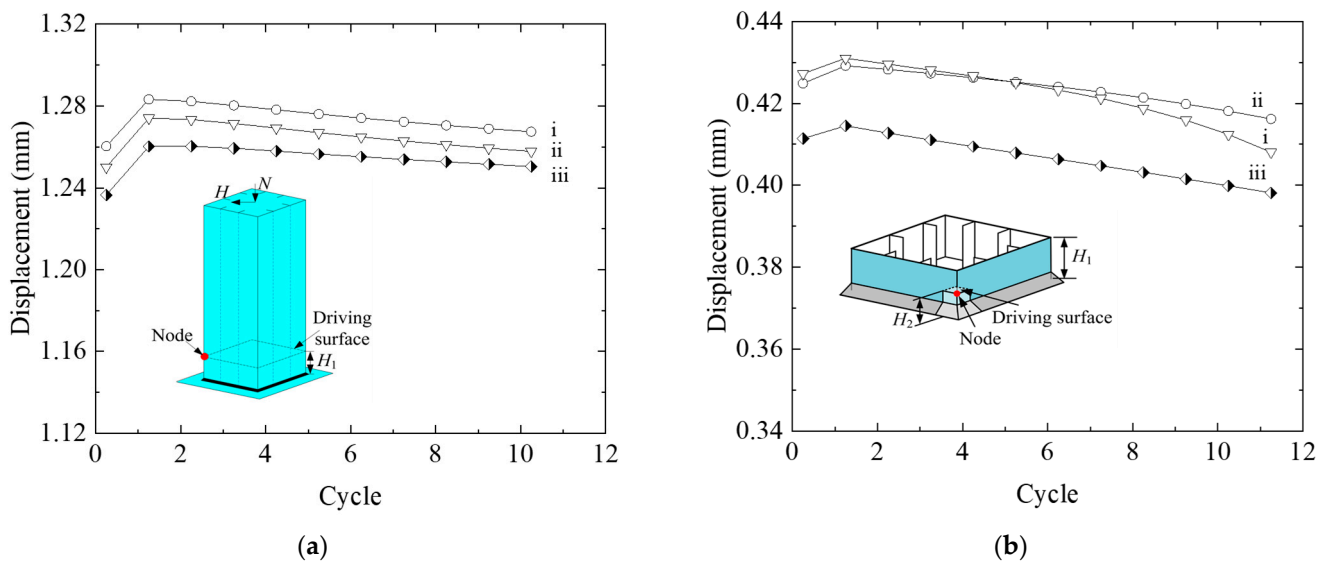 1.32
1.28
1.24
1.20
1.16
1.12
Displacement (mm)
0 2 4 6 8 10 12
Cycle
i
ii
iii
H N
Node
Driving
surface
H1
(a)
0.44
0.42
0.40
0.38
0.36
0.34
Displacement (mm)
0 2 4 6 8 10 12
Cycle
ii
i
iii
H1
H2
Driving surface
Node
(b)